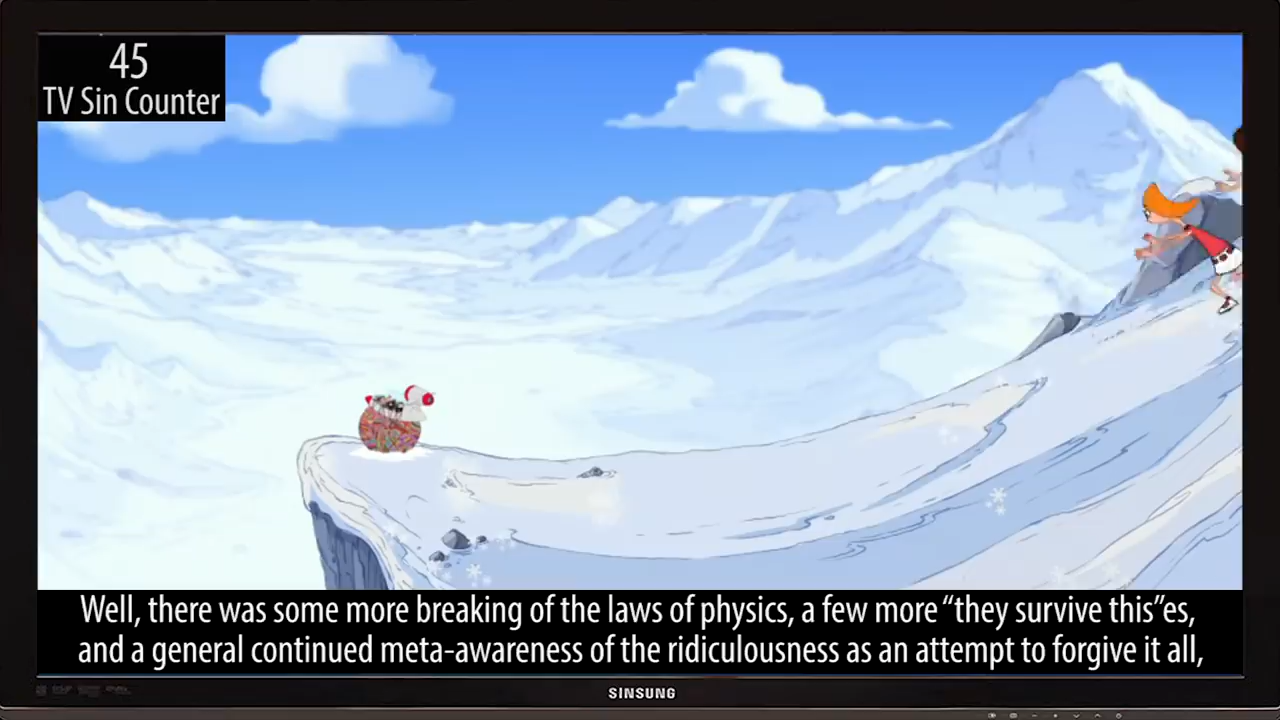 45
TV Sin Counter
Well, there was some more breaking of the laws of physics, a few more “they survive this”es,
and a general continued meta-awareness of the ridiculousness as an attempt to forgive it all,
SINSUNG